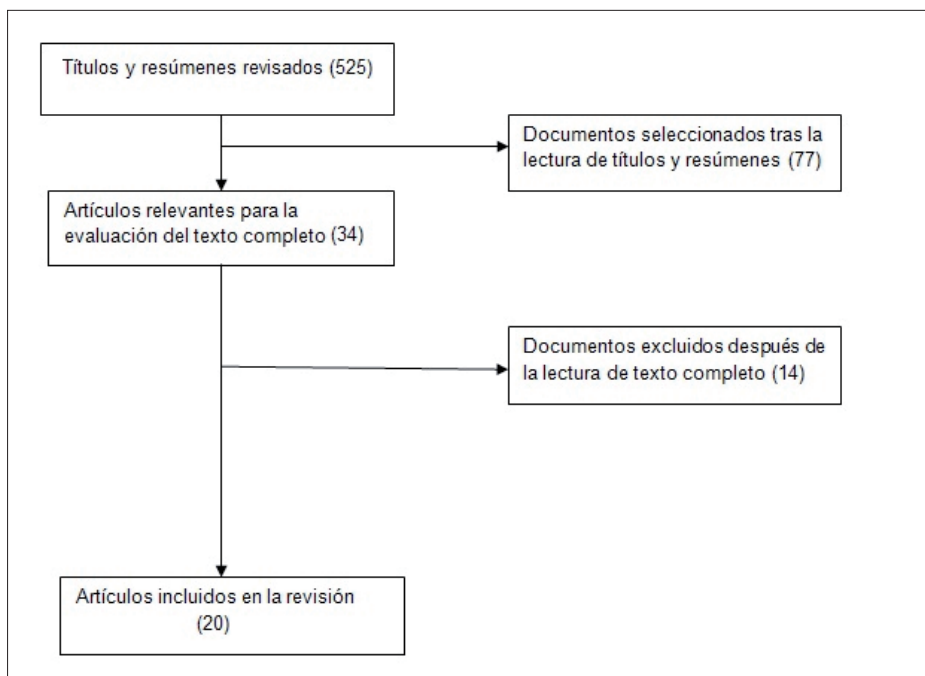 Títulos y resúmenes revisados (525)
Documentos seleccionados tras la
lectura de títulos y resúmenes (77)
Artículos relevantes para la
evaluación del texto completo (34)
Documentos excluidos después de
la lectura de texto completo (14)
Artículos incluidos en la revisión
(20)